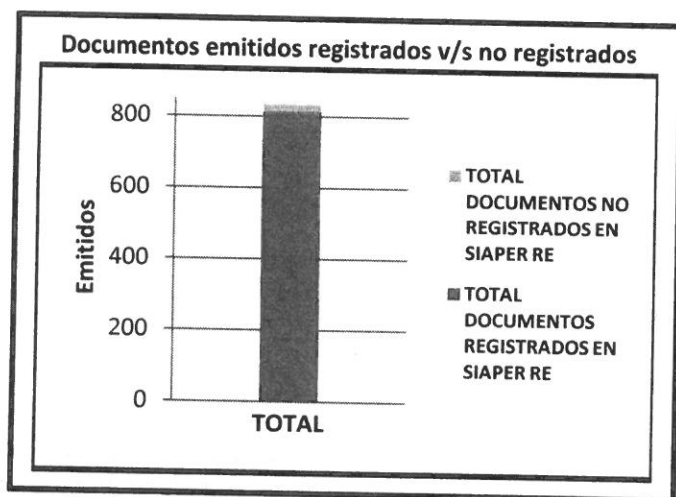 Documentos emitidos registrados v/s no registrados
800
600
400
200
0
Emitidos
TOTAL
TOTAL
DOCUMENTOS NO
REGISTRADOS EN
SIAPER RE
TOTAL
DOCUMENTOS
REGISTRADOS EN
SIAPER RE